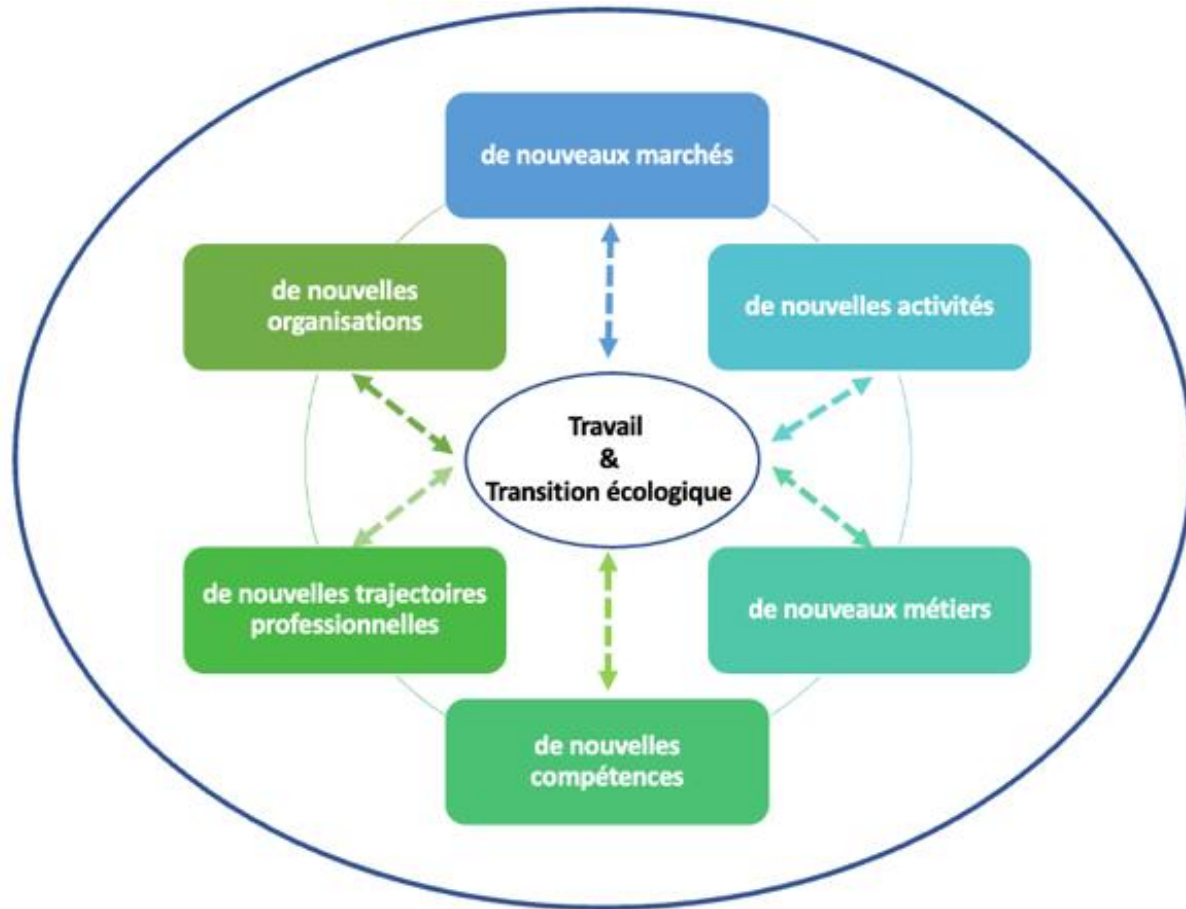 de nouveaux marchés
de nouvelles
organisations
de nouvelles activités
Travail
&
Transition écologique
de nouvelles trajectoires
professionnelles
de nouveaux métiers
de nouvelles
compétences